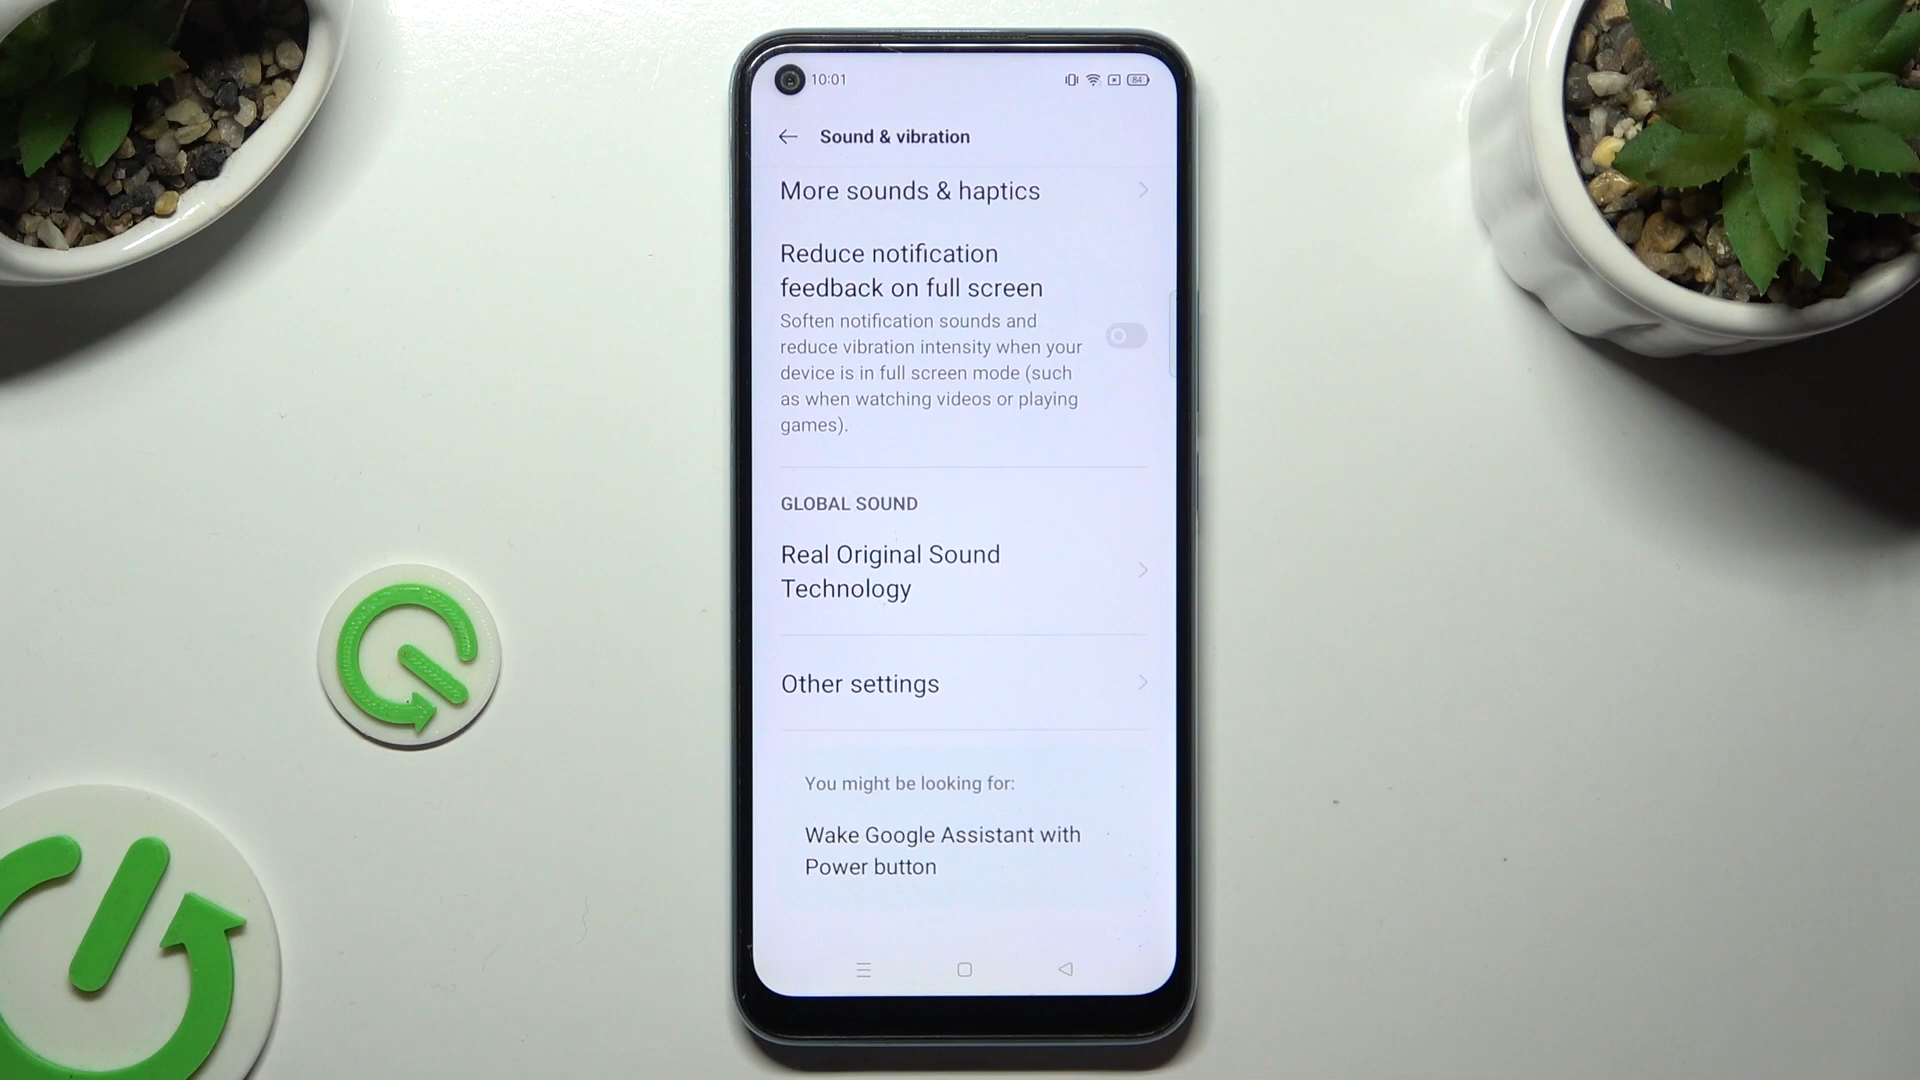 10:01
84
Sound & vibration
More sounds & haptics
Reduce notification
feedback on full screen
Soften notification sounds and
reduce vibration intensity when your
device is in full screen mode (such
as when watching videos or playing
games).
GLOBAL SOUND
Real Original Sound
Technology
Other settings
You might be looking for:
Wake Google Assistant with
Power button